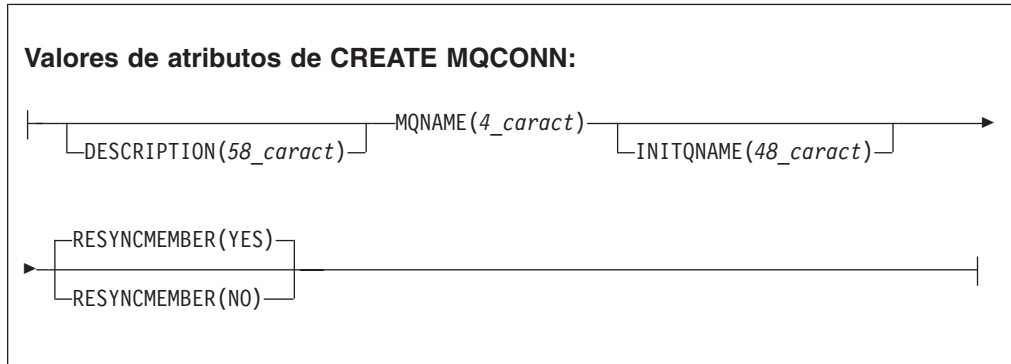 Valores de atributos de CREATE MQCONN:
MQNAME(4_caract)
DESCRIPTION(58_caract) INITQNAME(48_caract)
RESYNCMEMBER(YES)
RESYNCMEMBER(NO)